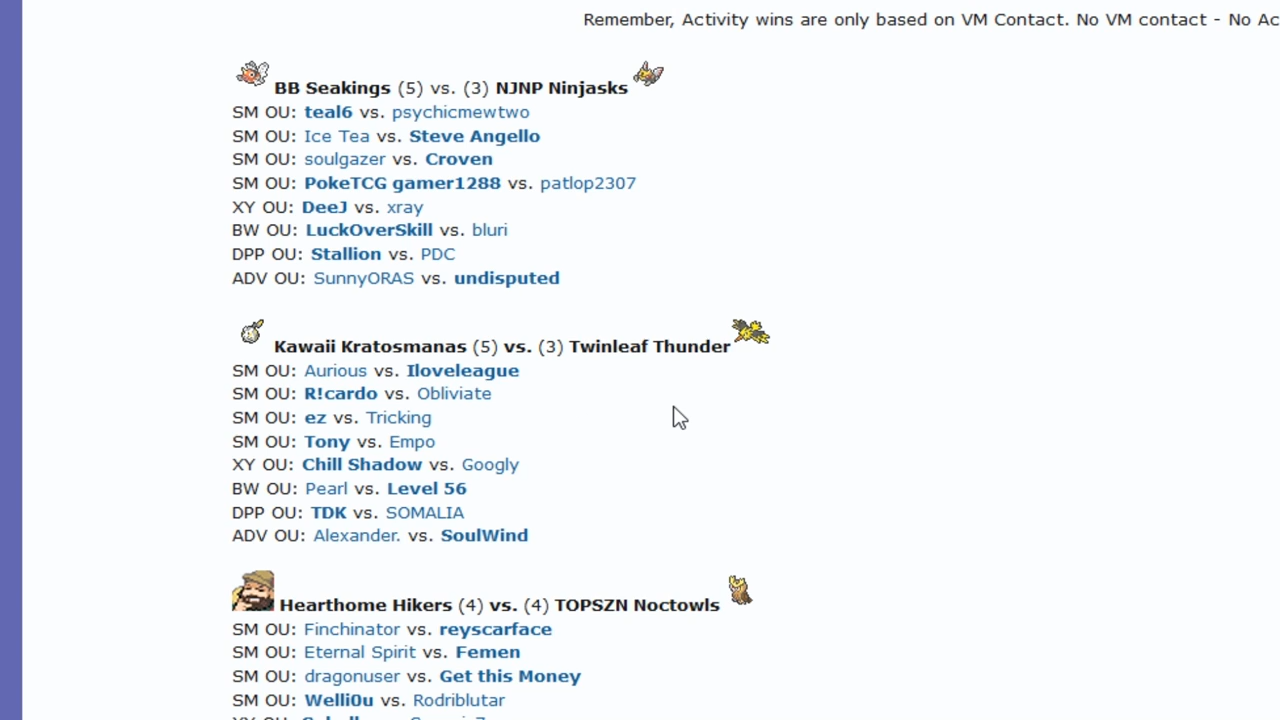 Remember, Activity wins are only based on VM Contact. No VM contact - No Ac
BB Seakings (5) vs. (3) NJNP Ninjasks
SM OU: teal6 vs. psychicmewtwo
SM OU: Ice Tea vs. Steve Angello
SM OU: soulgazer vs. Croven
SM OU: PokeTCG gamer1288 vs. patlop2307
XY OU: DeeJ vs. xray
BW OU: LuckOverSkill vs. bluri
DPP OU: Stallion vs. PDC
ADV OU: SunnyORAS vs. undisputed
Kawaii Kratosmanas (5) vs. (3) Twinleaf Thunder
SM OU: Aurious vs. Iloveleague
SM OU: R!cardo vs. Obliviate
SM OU: ez vs. Tricking
SM OU: Tony vs. Empo
XY OU: Chill Shadow vs. Googly
BW OU: Pearl vs. Level 56
DPP OU: TDK vs. SOMALIA
ADV OU: Alexander. vs. SoulWind
Hearthome Hikers (4) vs. (4) TOPSZN Noctowls
SM OU: Finchinator vs. reyscarface
SM OU: Eternal Spirit vs. Femen
SM OU: dragonuser vs. Get this Money
SM OU: Welli0u vs. Rodriblutar